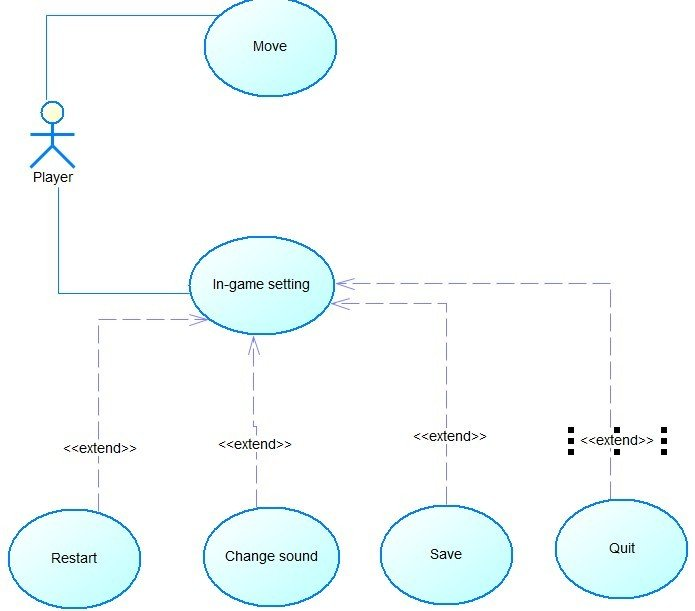 Move
Player
In-game setting
<<extend>>
<<extend>>
<<extend>>
<<extend>>
Restart
Change sound
Save
Quit